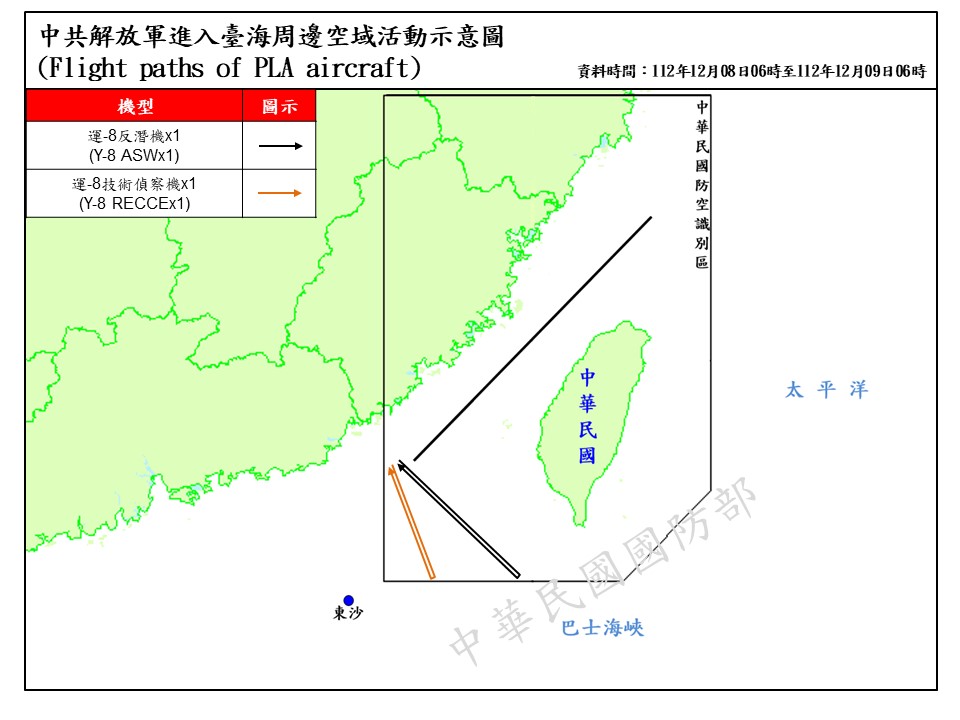 中共解放軍進入臺海周邊空域活動示意圖
(Flight paths of PLA aircraft)
資料時間：112年12月08日06時至112年12月09日06時
機型
圖示
運-8反潛機x1
(Y-8 ASWx1)
運-8技術偵察機x1
(Y-8 RECCEx1)
中華民國防空識別區
中華民國
太平洋
東沙
巴士海峽
中華民國國防部